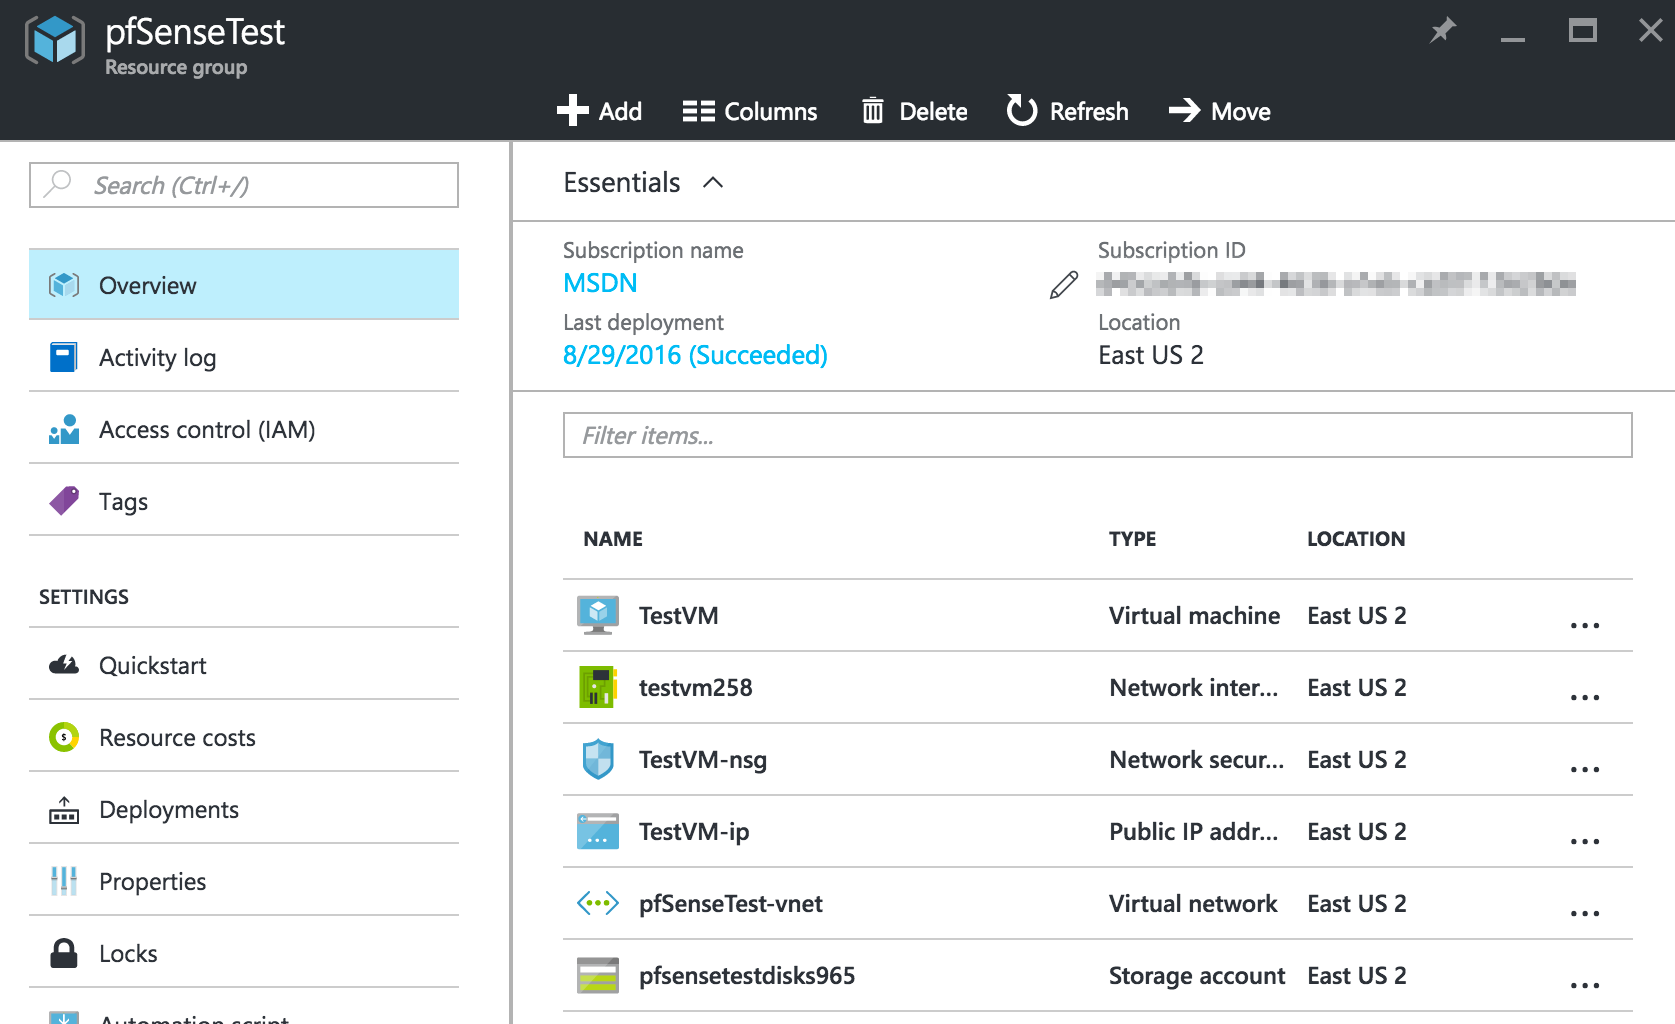 pfSenseTest
Resource group
Add Columns Delete Refresh Move
Search (Ctrl+/)
Overview
Activity log
Access control (IAM)
Tags
SETTINGS
Quickstart
Resource costs
Deployments
Properties
Locks
Automation script
Essentials
Subscription name
MSDN
Last deployment
8/29/2016 (Succeeded)
Subscription ID
Location
East US 2
Filter items...
NAME TYPE LOCATION
TestVM Virtual machine East US 2 ...
testvm258 Network inter... East US 2 ...
TestVM-nsg Network secur... East US 2 ...
TestVM-ip Public IP addr... East US 2 ...
pfSenseTest-vnet Virtual network East US 2 ...
pfsensetestdisks965 Storage account East US 2 ...